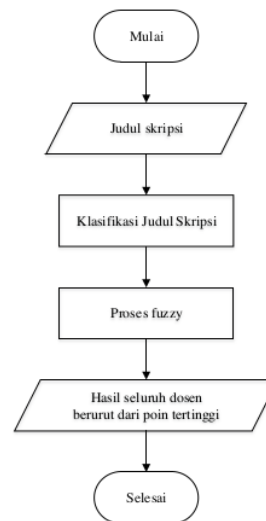 Mulai
Judul skripsi
Klasifikasi Judul Skripsi
Proses fuzzy
Hasil seluruh dosen
berurut dari poin tertinggi
Selesai